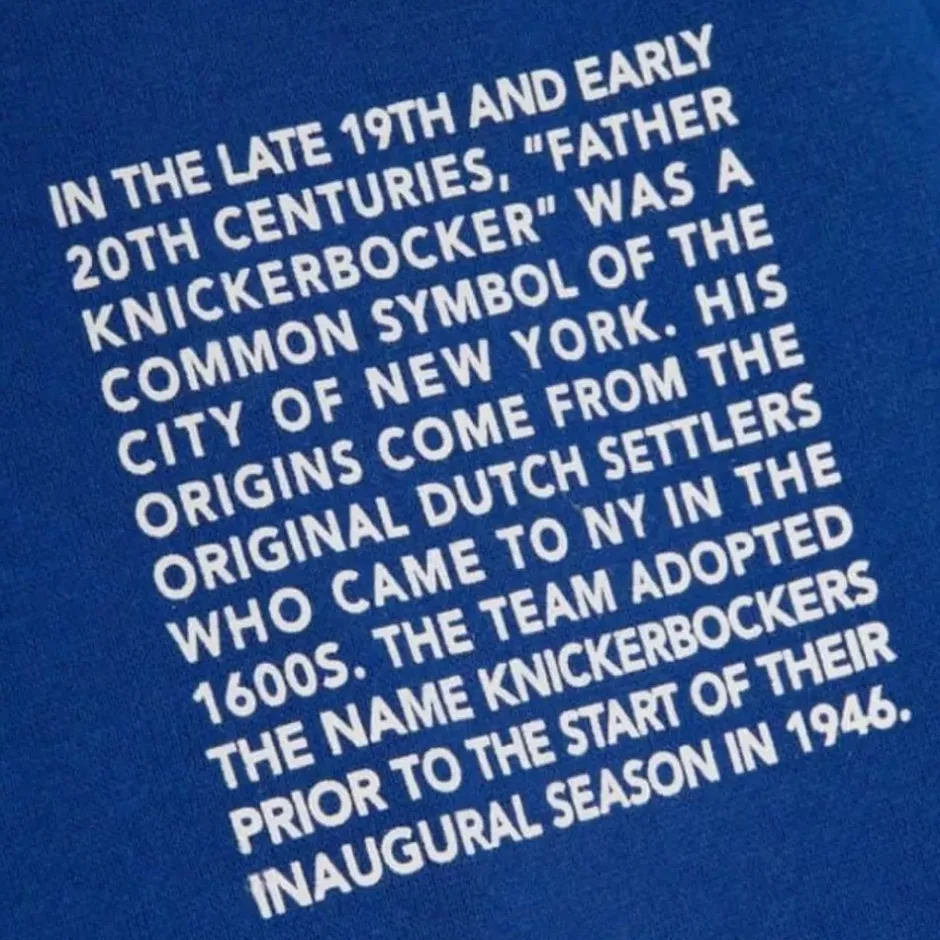 IN THE LATE 19TH AND EARLY
20TH CENTURIES, "FATHER
KNICKERBOCKER" WAS A
COMMON SYMBOL OF THE
CITY OF NEW YORK. HIS
ORIGINS COME FROM THE
ORIGINAL DUTCH SETTLERS
WHO CAME TO NY IN THE
1600S. THE TEAM ADOPTED
THE NAME KNICKERBOCKERS
PRIOR TO THE START OF THEIR
INAUGURAL SEASON IN 1946.